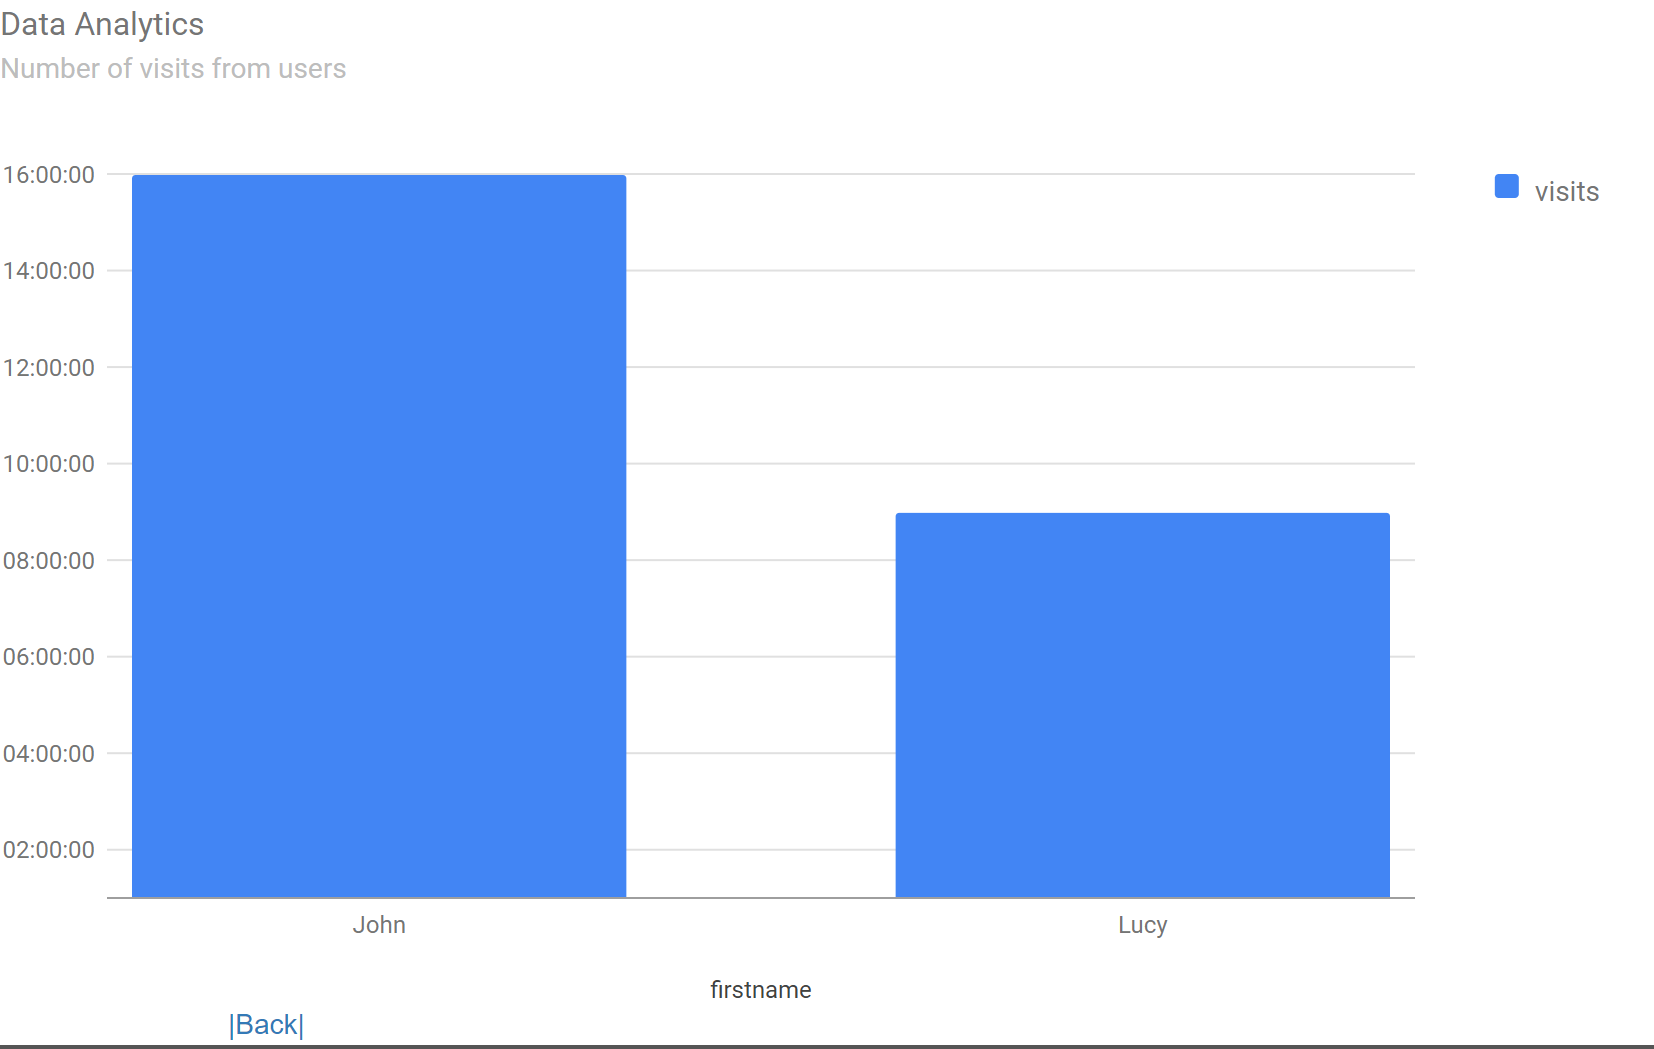 Data Analytics
Number of visits from users
16:00:00
14:00:00
12:00:00
10:00:00
08:00:00
06:00:00
04:00:00
02:00:00
visits
John
Lucy
firstname
|Back|